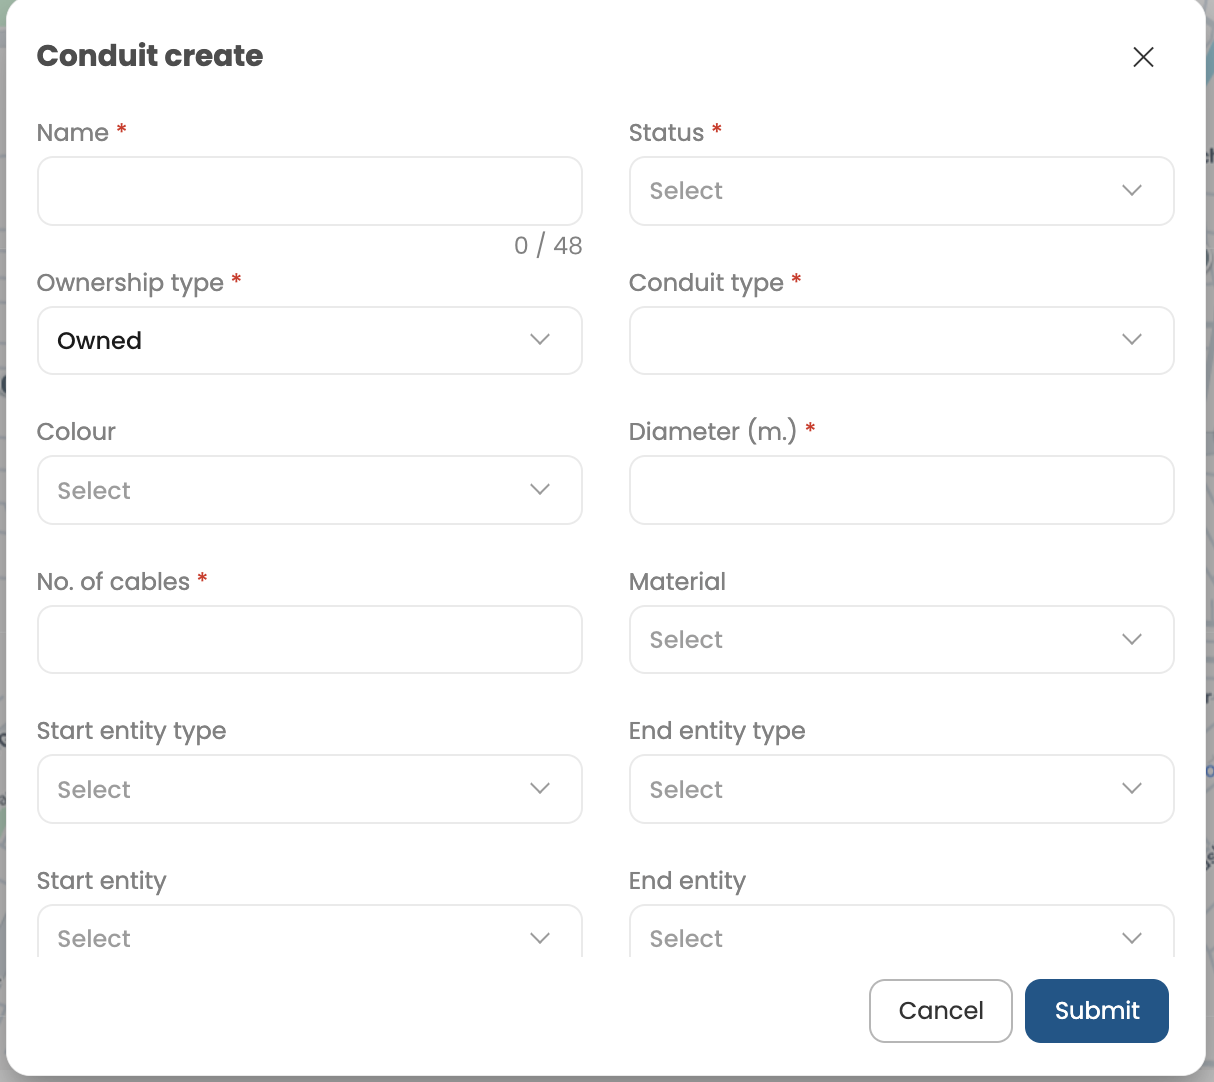 Conduit create
Name *
Status *
Select
0 / 48
Ownership type *
Conduit type *
Owned
Colour
Diameter (m.) *
Select
No. of cables *
Material
Select
Start entity type
End entity type
Select
Select
Start entity
End entity
Select
Select
Cancel
Submit